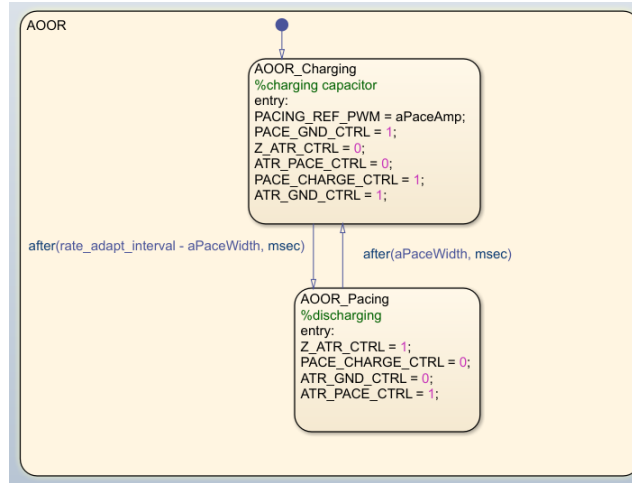 AOOR
AOOR_Charging
%charging capacitor
entry:
PACING_REF_PWM = aPaceAmp;
PACE_GND_CTRL = 1;
Z_ATR_CTRL = 0;
ATR_PACE_CTRL = 0;
PACE_CHARGE_CTRL = 1;
ATR_GND_CTRL = 1;
after(rate_adapt_interval - aPaceWidth, msec)
after(aPaceWidth, msec)
AOOR_Pacing
%discharging
entry:
Z_ATR_CTRL = 1;
PACE_CHARGE_CTRL = 0;
ATR_GND_CTRL = 0;
ATR_PACE_CTRL = 1;